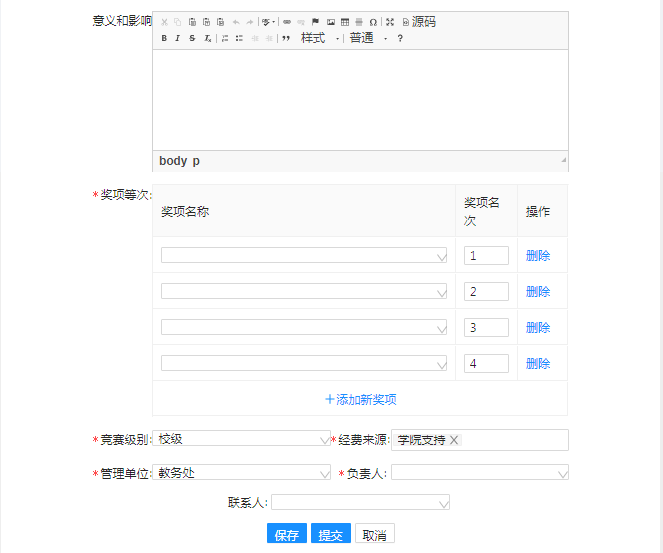 意义和影响
源码
B I S Tx
样式 普通 ?
body p
*奖项等次:
奖项名称 奖项名次 操作
1 删除
2 删除
3 删除
4 删除
+添加新奖项
*竞赛级别: 校级 *经费来源: 学院支持 ×
*管理单位: 教务处 *负责人:
联系人:
保存 提交 取消